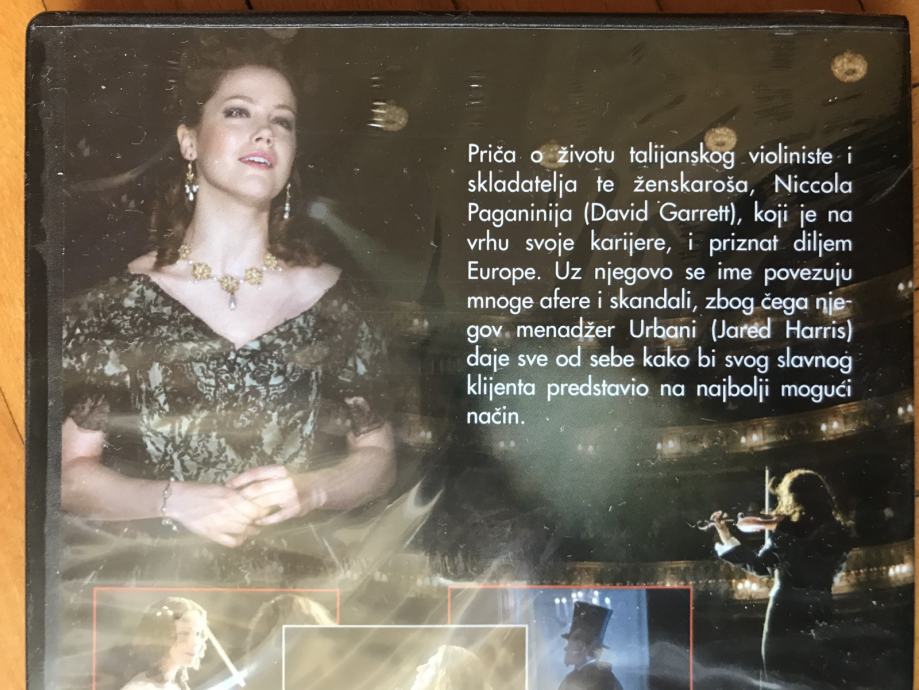 Priča o životu talijanskog violiniste i
skladatelja te ženskaroša, Niccola
Paganinija (David Garrett), koji je na
vrhu svoje karijere, i priznat diljem
Europe. Uz njegovo se ime povezuju
mnoge afere i skandali, zbog čega nje-
gov menadžer Urbani (Jared Harris)
daje sve od sebe kako bi svog slavnog
klijenta predstavio na najbolji mogući
način.